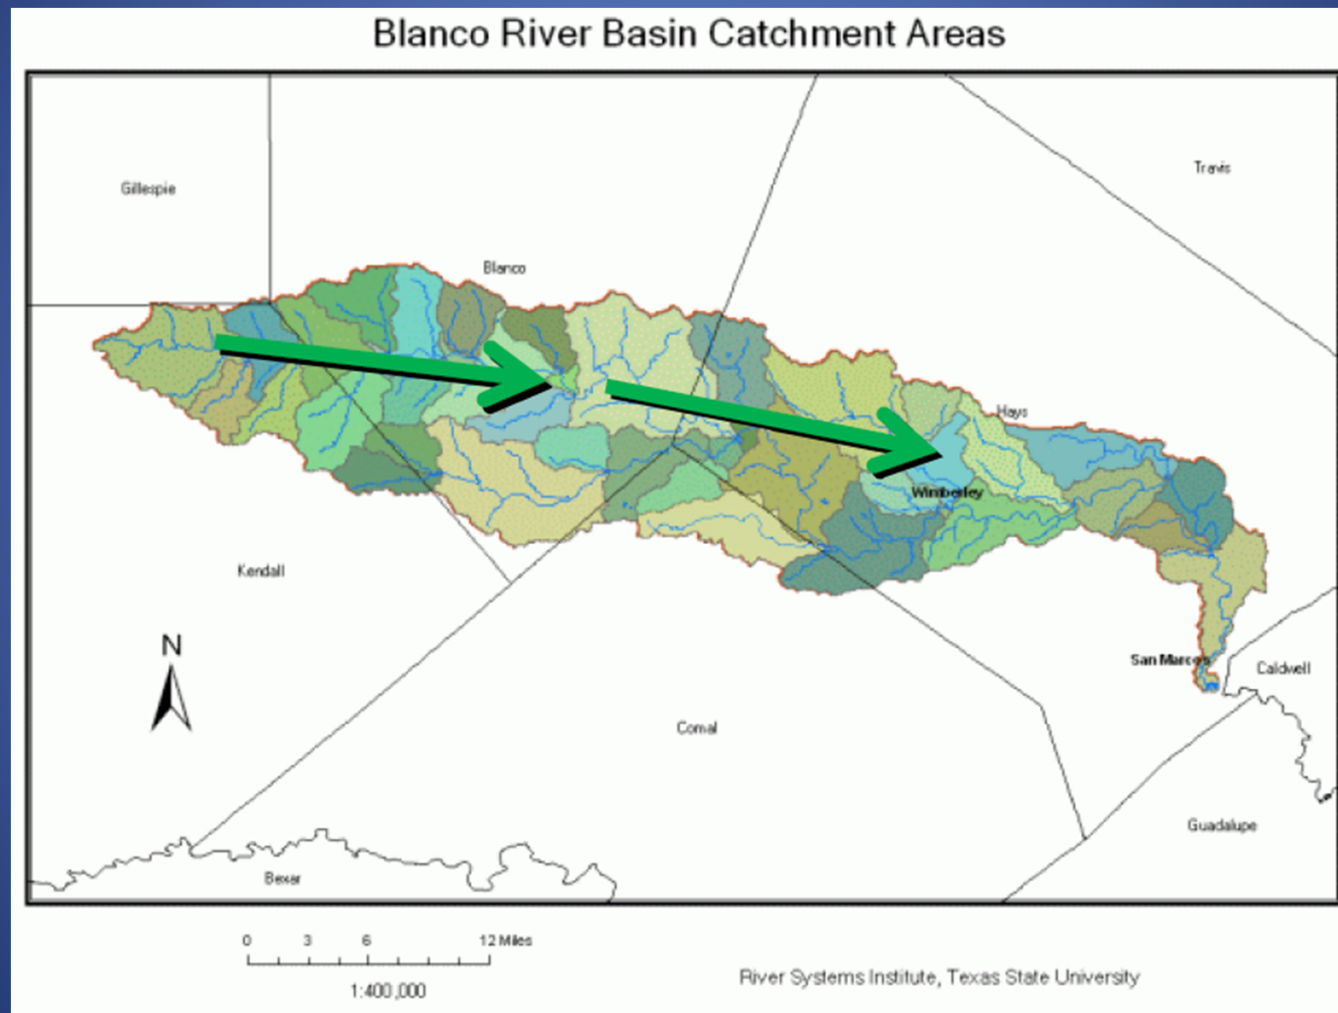 Blanco River Basin Catchment Areas
Travis
Gillespie
Blanco
Hays
Wimberley
Kendall
N
San Marcos
Caldwell
Comal
Guadalupe
Bexar
0 3 6 12 Miles
1:400,000
River Systems Institute, Texas State University